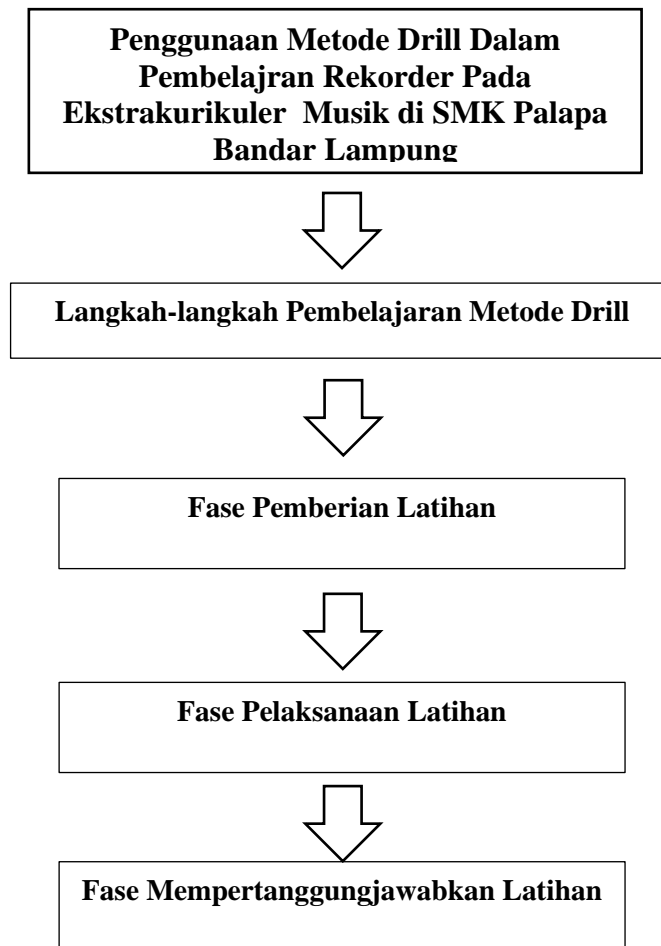 Penggunaan Metode Drill Dalam
Pembelajran Rekorder Pada
Ekstrakurikuler Musik di SMK Palapa
Bandar Lampung
Langkah-langkah Pembelajaran Metode Drill
Fase Pemberian Latihan
Fase Pelaksanaan Latihan
Fase Mempertanggungjawabkan Latihan